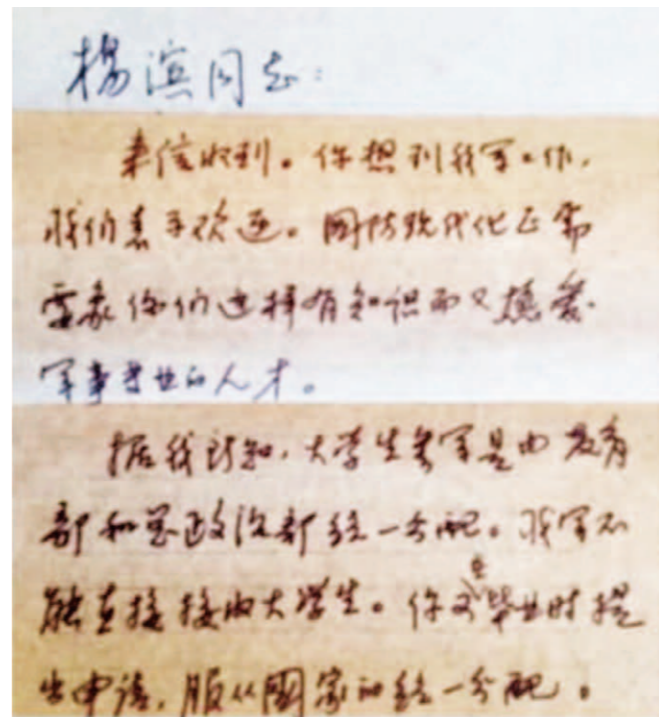 杨滨同志:
来信收到。你想到我军工作,
我们表示欢迎。国防现代化正需
要象你们这样有知识而又热爱
军事专业的人才。
据我所知,大学生参军是由教育
部和总政治部统一分配。我军不
能直接接收大学生。你可在毕业时提
出申请,服从国家的统一分配。